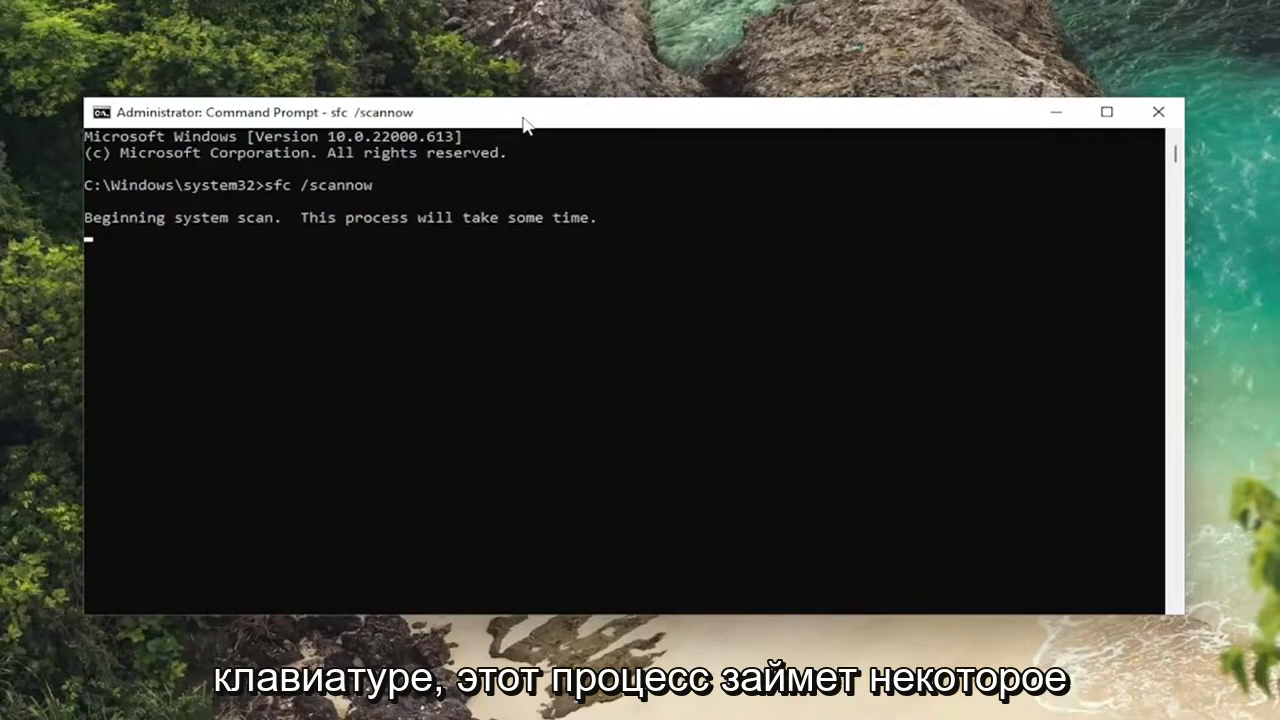 Administrator: Command Prompt - sfc  /scannow
Microsoft Windows [Version 10.0.22000.613]
(c) Microsoft Corporation. All rights reserved.
C:\Windows\system32>sfc /scannow
Beginning system scan.  This process will take some time.
клавиатуре, этот процесс займет некоторое